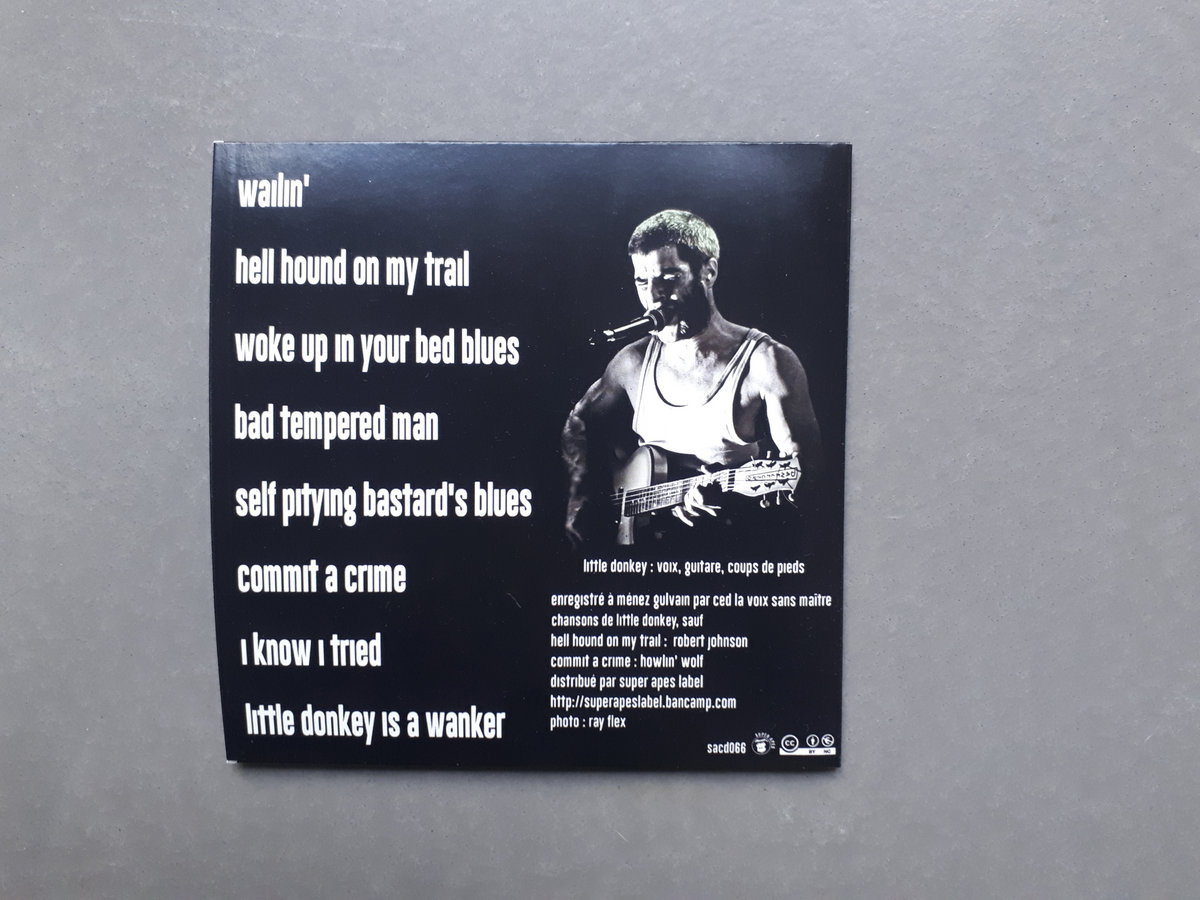 wailin'
hell hound on my trail
woke up in your bed blues
bad tempered man
self pitying bastard's blues
commit a crime
i know i tried
little donkey is a wanker
little donkey : voix, guitare, coups de pieds
enregistré à ménez gulvain par ced la voix sans maître
chansons de little donkey, sauf
hell hound on my trail : robert johnson
commit a crime : howlin' wolf
distribué par super apes label
http://superapeslabel.bancamp.com
photo : ray flex
sacd066
cc
BY NC